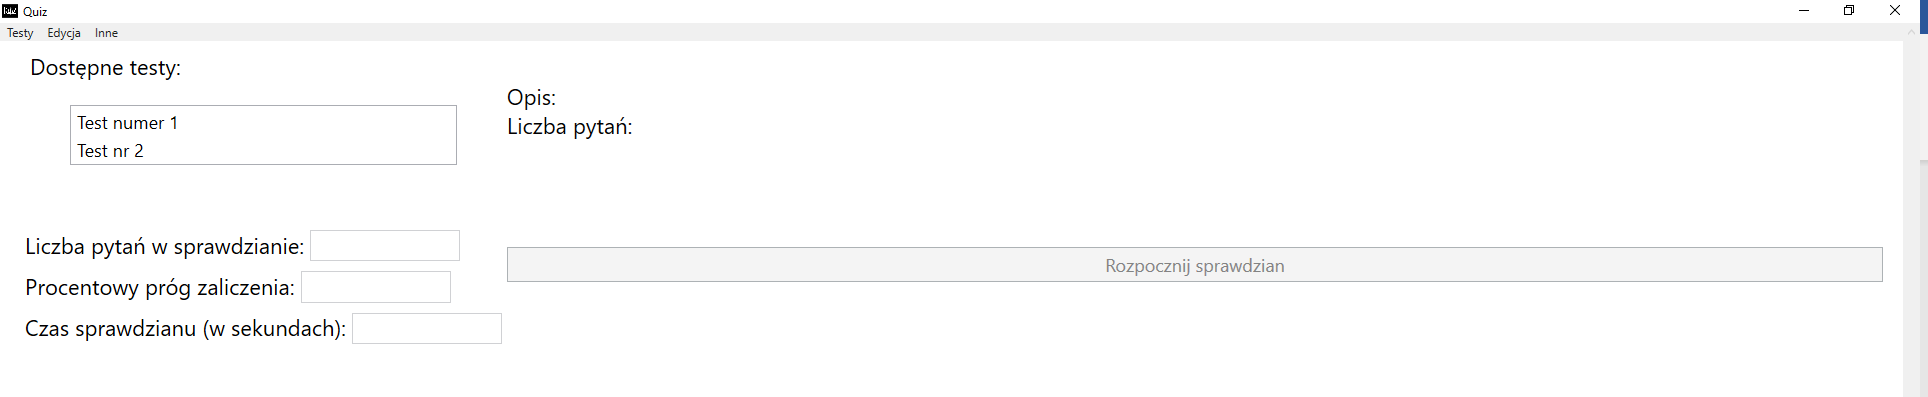 Quiz
Testy Edycja Inne
Dostępne testy:
Test numer 1
Test nr 2
Opis:
Liczba pytań:
Liczba pytań w sprawdzianie:
Procentowy próg zaliczenia:
Czas sprawdzianu (w sekundach):
Rozpocznij sprawdzian